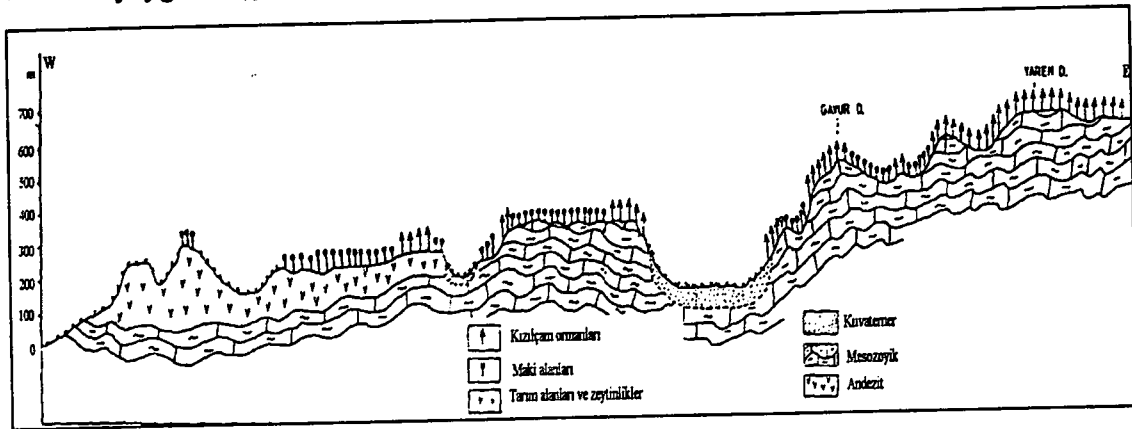 W
m
700
600
500
400
300
200
100
0
GAVUR D.
YAREN D.
E
Kızılçam ormanları
Maki alanları
Tarım alanları ve zeytinlikler
Kuvaterner
Mesozoyik
Andezit